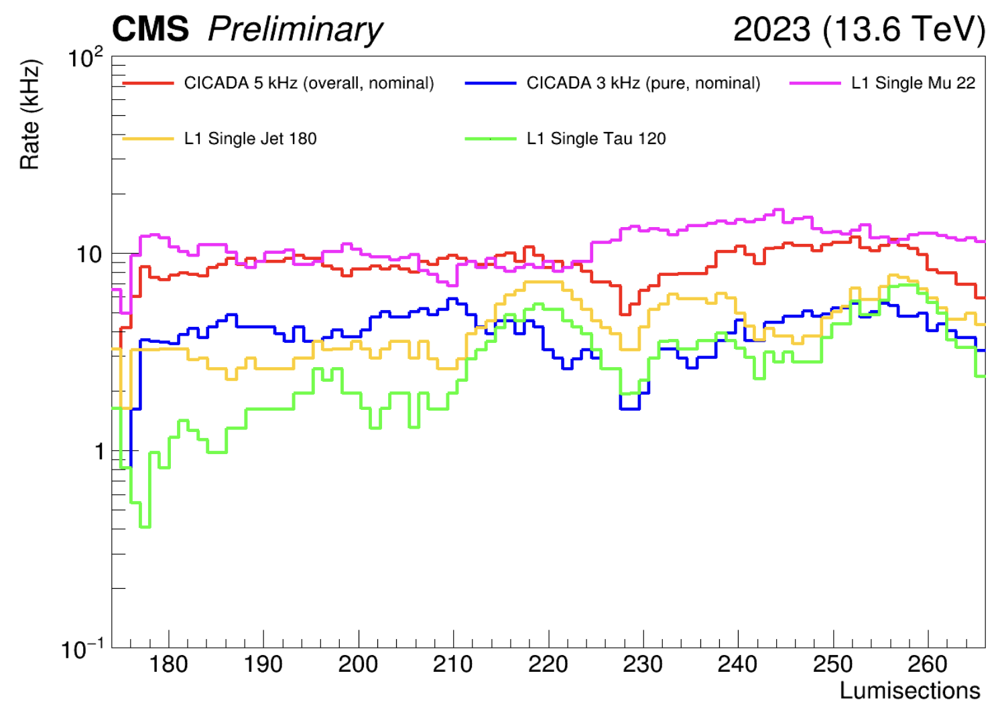 CMS Preliminary 2023 (13.6 TeV)
Rate (kHz)
10²
10
1
10⁻¹
CICADA 5 kHz (overall, nominal) CICADA 3 kHz (pure, nominal) L1 Single Mu 22
L1 Single Jet 180 L1 Single Tau 120
180 190 200 210 220 230 240 250 260
Lumisections